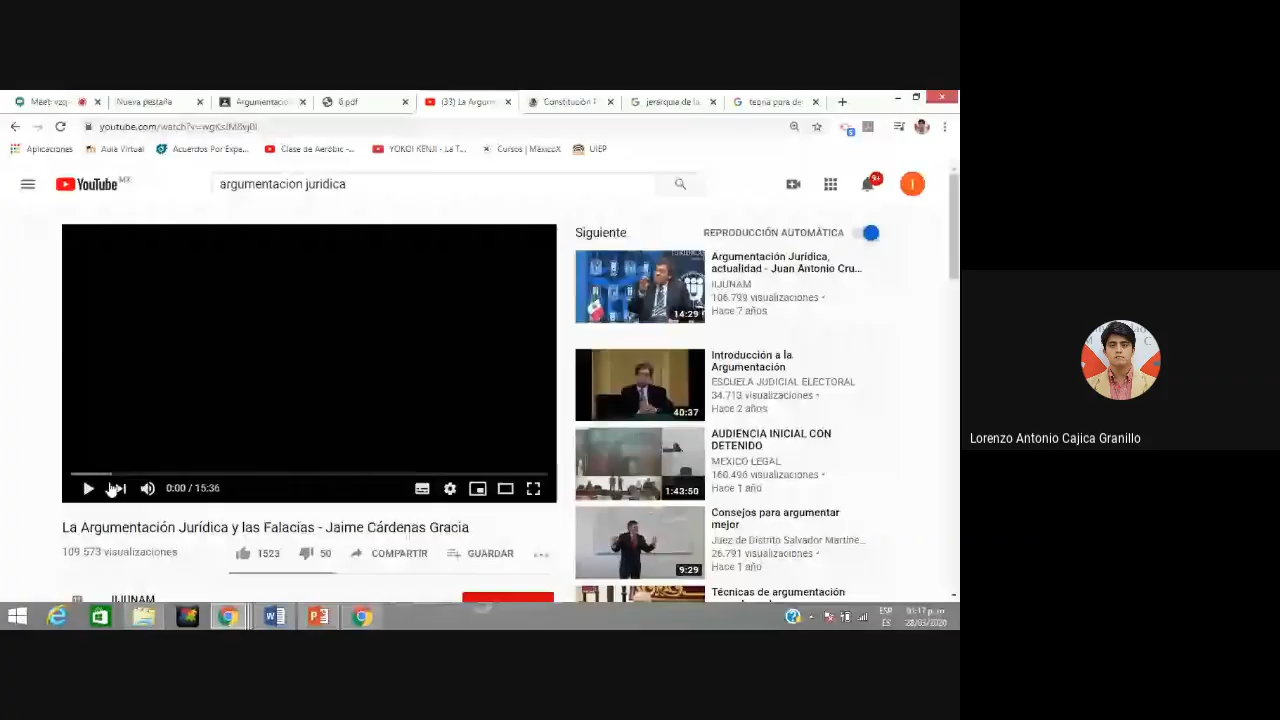 Meet: vzq
Nueva pestaña
Argumentacio
6.pdf
(33) La Argum
Constitución P
jerarquia de la
teoria para de
youtube.com/watch?v=
Aplicaciones
Aula Virtual
Acuerdos Por Expe...
Clase de Aeróbic -...
YOKOI KENJI - La T...
Cursos | MéxicoX
UIEP
YouTube MX
argumentacion juridica
9+
I
Siguiente
REPRODUCCIÓN AUTOMÁTICA
Argumentación Jurídica,
actualidad - Juan Antonio Cru...
IIJUNAM
106.799 visualizaciones •
Hace 7 años
14:29
Introducción a la
Argumentación
ESCUELA JUDICIAL ELECTORAL
34.713 visualizaciones •
Hace 2 años
40:37
AUDIENCIA INICIAL CON
DETENIDO
MEXICO LEGAL
160.496 visualizaciones •
Hace 1 año
1:43:50
Consejos para argumentar
mejor
Juez de Distrito Salvador Martíne...
26.791 visualizaciones •
Hace 1 año
9:29
Técnicas de argumentación
0:00 / 15:36
La Argumentación Jurídica y las Falacias - Jaime Cárdenas Gracia
109 573 visualizaciones
1523
50
COMPARTIR
GUARDAR
IIJUNAM
ESP
ES
Lorenzo Antonio Cajica Granillo